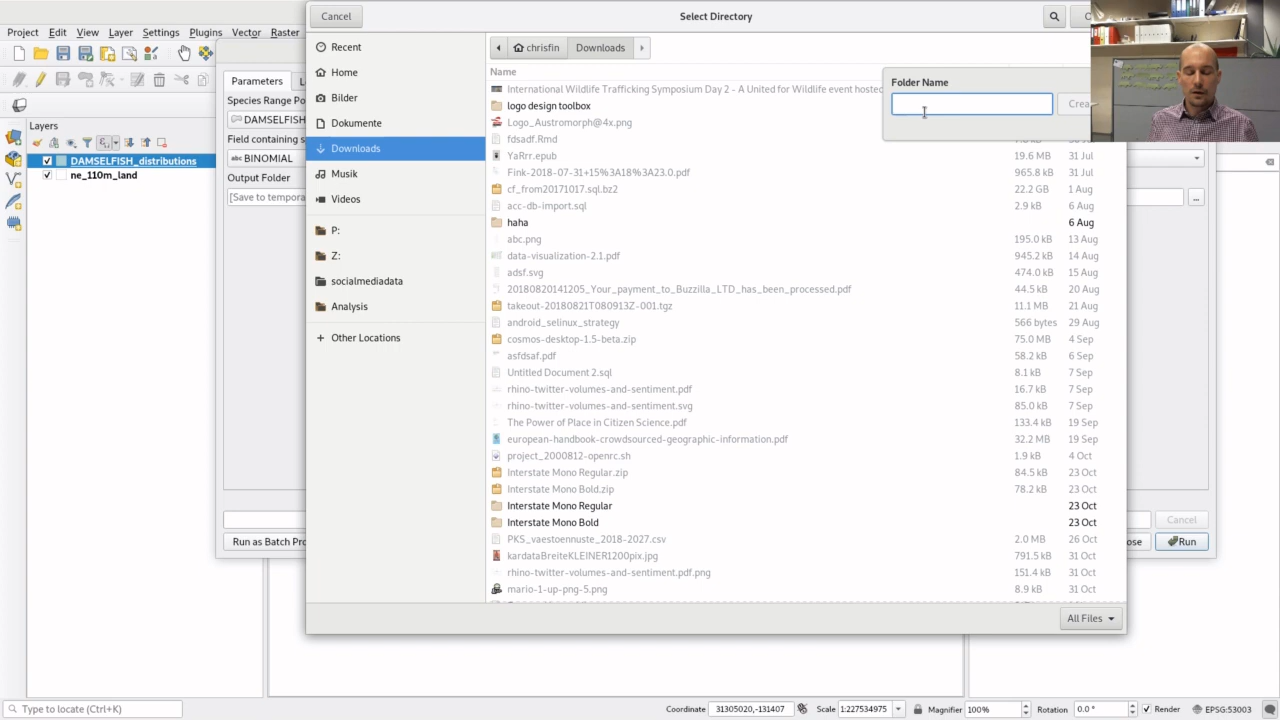 Cancel
Select Directory
Project Edit View Layer Settings Plugins Vector Raster
Recent
Home
Bilder
Dokumente
Downloads
Musik
Videos
P:
Z:
socialmediadata
Analysis
Other Locations
chrisfin Downloads
Name
International Wildlife Trafficking Symposium Day 2 - A United for Wildlife event hosted
logo design toolbox
Logo_Austromorph@4x.png
fdsadf.Rmd
YaRrr.epub 19.6 MB 31 Jul
Fink-2018-07-31+15%3A18%3A23.0.pdf 965.8 kB 31 Jul
cf_from20171017.sql.bz2 22.2 GB 1 Aug
acc-db-import.sql 2.9 kB 6 Aug
haha 6 Aug
abc.png 195.0 kB 13 Aug
data-visualization-2.1.pdf 945.2 kB 14 Aug
adsf.svg 474.0 kB 15 Aug
20180820141205_Your_payment_to_Buzzilla_LTD_has_been_processed.pdf 44.5 kB 20 Aug
takeout-20180821T080913Z-001.tgz 11.1 MB 21 Aug
android_selinux_strategy 566 bytes 29 Aug
cosmos-desktop-1.5-beta.zip 75.0 MB 4 Sep
asfdsaf.pdf 58.2 kB 6 Sep
Untitled Document 2.sql 8.1 kB 7 Sep
rhino-twitter-volumes-and-sentiment.pdf 16.7 kB 7 Sep
rhino-twitter-volumes-and-sentiment.svg 85.0 kB 7 Sep
The Power of Place in Citizen Science.pdf 133.4 kB 19 Sep
european-handbook-crowdsourced-geographic-information.pdf 32.2 MB 19 Sep
project_2000812-openrc.sh 1.9 kB 4 Oct
Interstate Mono Regular.zip 84.5 kB 23 Oct
Interstate Mono Bold.zip 78.2 kB 23 Oct
Interstate Mono Regular 23 Oct
Interstate Mono Bold 23 Oct
PKS_vaestoennuste_2018-2027.csv 2.0 MB 26 Oct
kardataBreiteKLEINER1200pix.jpg 791.5 kB 31 Oct
rhino-twitter-volumes-and-sentiment.pdf.png 151.4 kB 31 Oct
mario-1-up-png-5.png 8.9 kB 31 Oct
All Files
Folder Name
Crea
Parameters L
Species Range Po
DAMSELFISH
Field containing s
abc BINOMIAL
Output Folder
[Save to tempora
...
Run as Batch Pro
Cancel
ose Run
Layers
DAMSELFISH_distributions
ne_110m_land
Type to locate (Ctrl+K)
Coordinate 31305020,-131407 Scale 1:227534975 Magnifier 100% Rotation 0.0 ° Render EPSG:53003